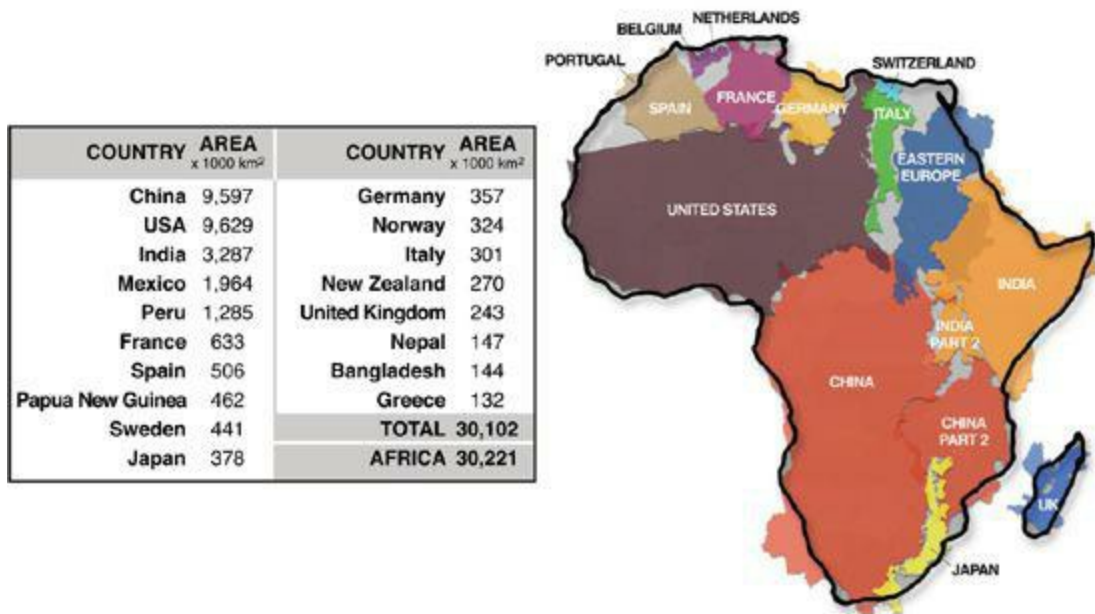 COUNTRY AREA x 1000 km² COUNTRY AREA x 1000 km²
China 9,597 Germany 357
USA 9,629 Norway 324
India 3,287 Italy 301
Mexico 1,964 New Zealand 270
Peru 1,285 United Kingdom 243
France 633 Nepal 147
Spain 506 Bangladesh 144
Papua New Guinea 462 Greece 132
Sweden 441 TOTAL 30,102
Japan 378 AFRICA 30,221
NETHERLANDS
BELGIUM
PORTUGAL
SWITZERLAND
SPAIN
FRANCE
GERMANY
ITALY
EASTERN
EUROPE
UNITED STATES
INDIA
INDIA
PART 2
CHINA
CHINA
PART 2
UK
JAPAN